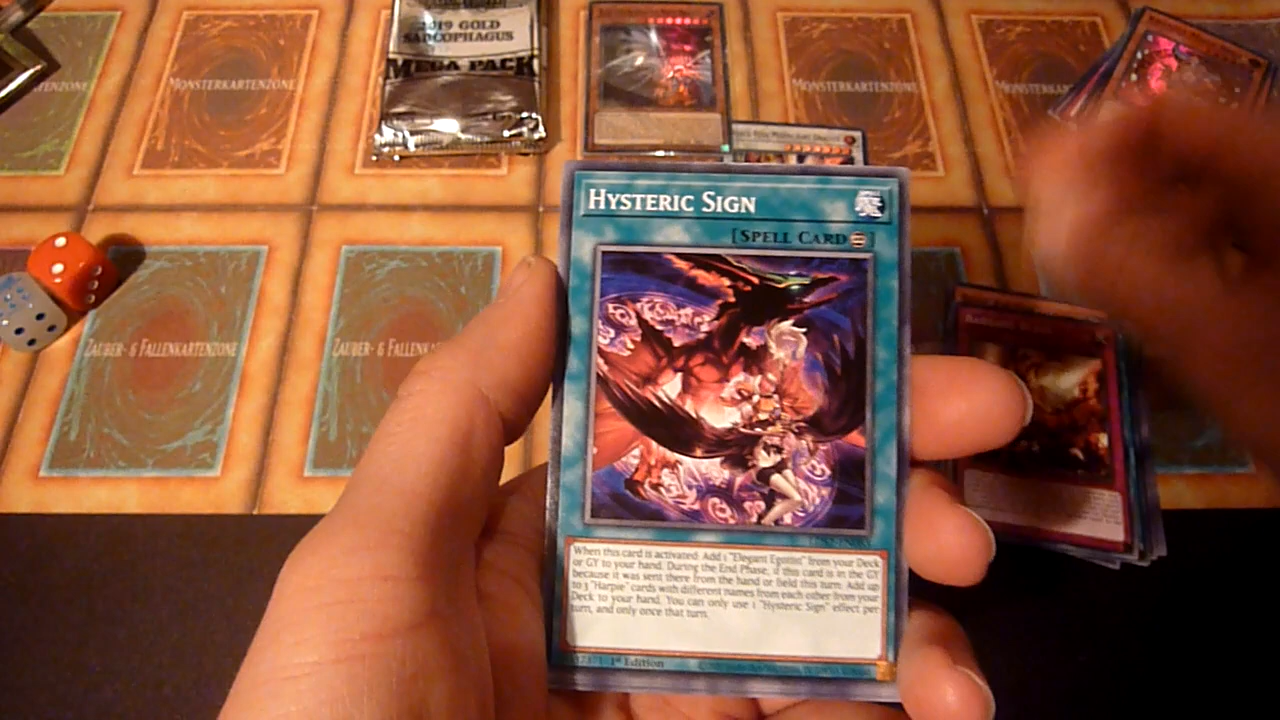 2019 GOLD
SARCOPHAGUS
MEGA PACK
MONSTERKARTENZONE
MONSTERKARTENZONE
HYSTERIC SIGN
[SPELL CARD]
ZAUBER- & FALLENKARTENZONE
ZAUBER- & FALLENKA
When this card is activated: Add 1 "Elegant Egotist" from your Deck
or GY to your hand. During the End Phase, if this card is in the GY
because it was sent there from the hand or field this turn: Add up
to 3 "Harpie" cards with different names from each other from your
Deck to your hand. You can only use 1 "Hysteric Sign" effect per
turn, and only once that turn.
1st Edition